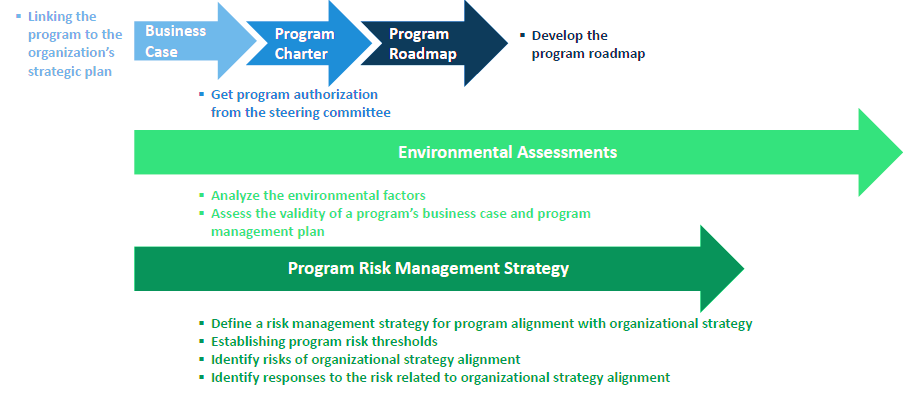 ▪ Linking the
program to the
organization's
strategic plan
Business
Case
Program
Charter
Program
Roadmap
▪ Develop the
program roadmap
▪ Get program authorization
from the steering committee
Environmental Assessments
▪ Analyze the environmental factors
▪ Assess the validity of a program's business case and program
management plan
Program Risk Management Strategy
▪ Define a risk management strategy for program alignment with organizational strategy
▪ Establishing program risk thresholds
▪ Identify risks of organizational strategy alignment
▪ Identify responses to the risk related to organizational strategy alignment